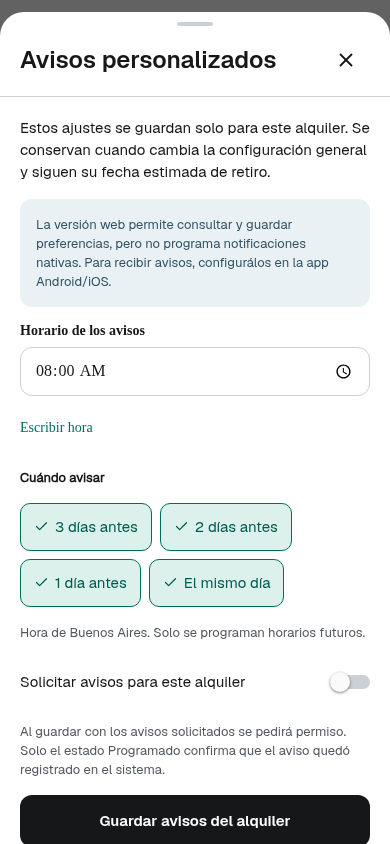 Avisos personalizados
Estos ajustes se guardan solo para este alquiler. Se
conservan cuando cambia la configuración general
y siguen su fecha estimada de retiro.
La versión web permite consultar y guardar
preferencias, pero no programa notificaciones
nativas. Para recibir avisos, configurálos en la app
Android/iOS.
Horario de los avisos
08:00 AM
Escribir hora
Cuándo avisar
3 días antes
2 días antes
1 día antes
El mismo día
Hora de Buenos Aires. Solo se programan horarios futuros.
Solicitar avisos para este alquiler
Al guardar con los avisos solicitados se pedirá permiso.
Solo el estado Programado confirma que el aviso quedó
registrado en el sistema.
Guardar avisos del alquiler